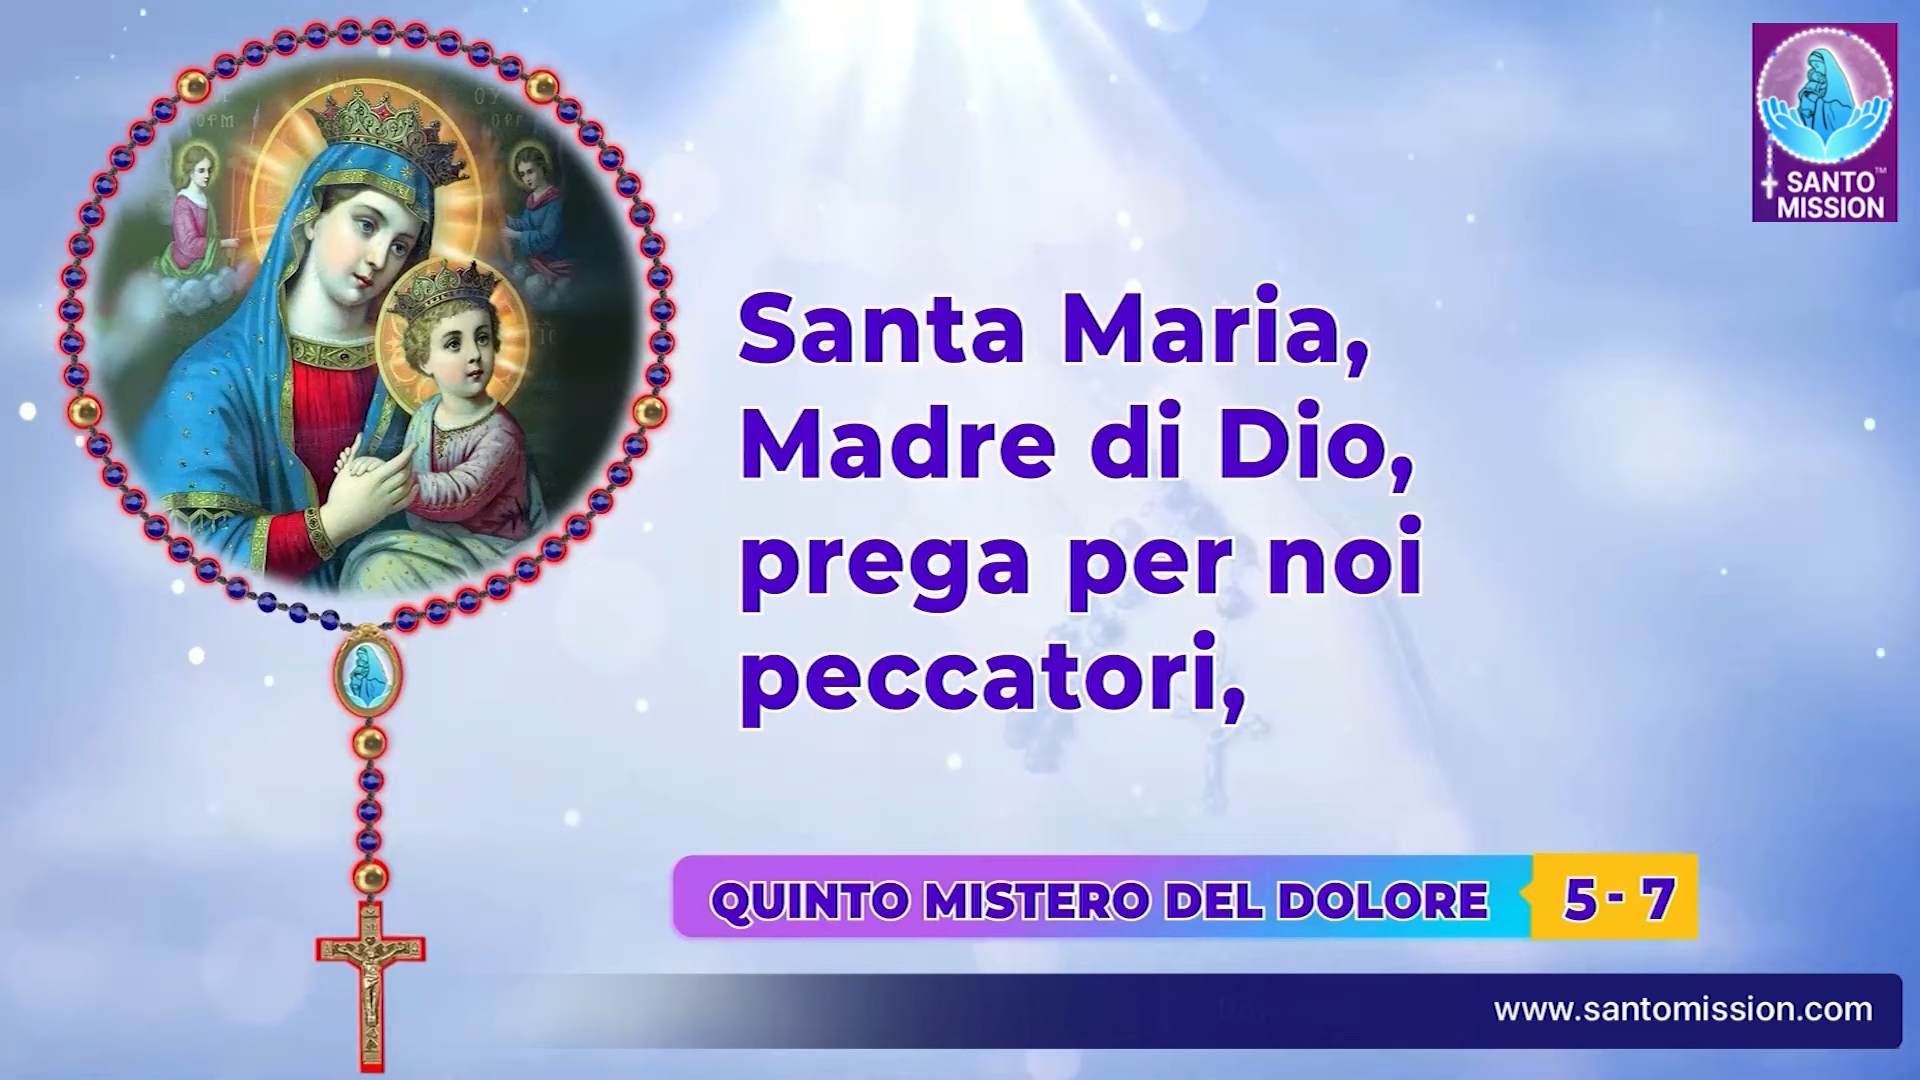 SANTO
MISSION
TM
Santa Maria,
Madre di Dio,
prega per noi
peccatori,
QUINTO MISTERO DEL DOLORE
5 - 7
www.santomission.com